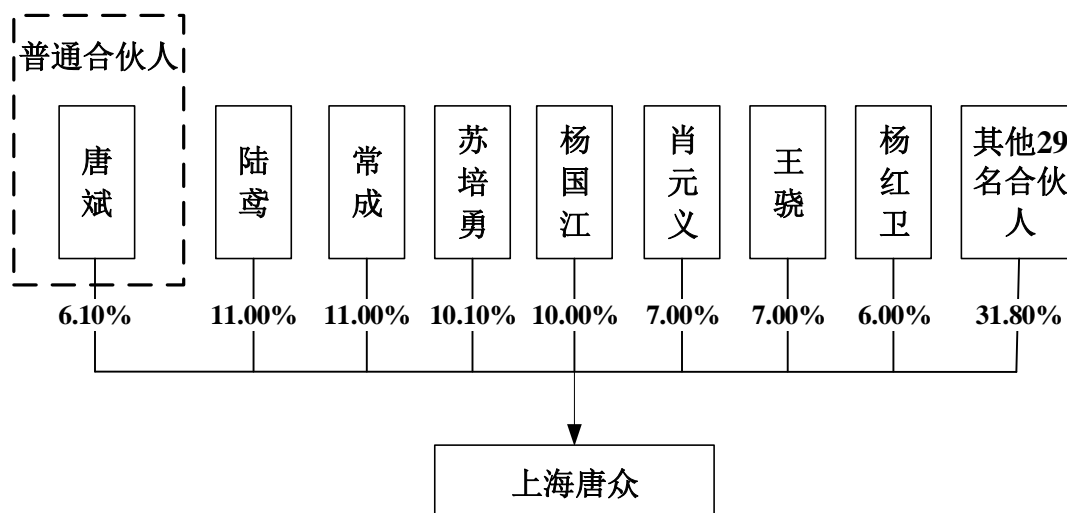 普通合伙人
唐斌
陆鸢
常成
苏培勇
杨国江
肖元义
王骁
杨红卫
其他29
名合伙
人
6.10%
11.00%
11.00%
10.10%
10.00%
7.00%
7.00%
6.00%
31.80%
上海唐众